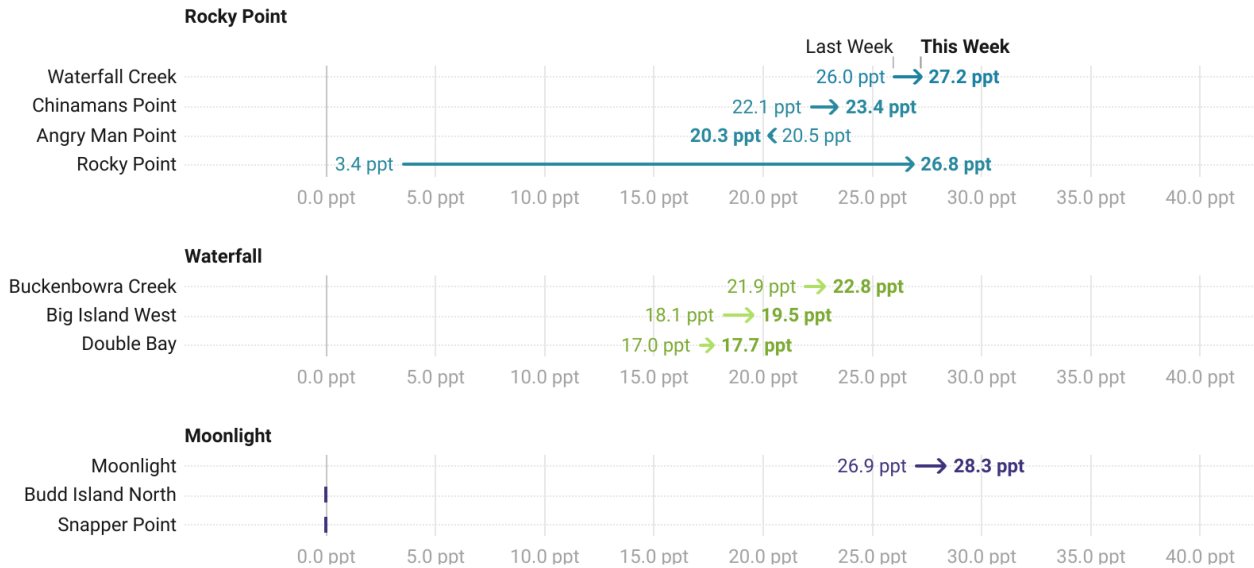 Rocky Point
Last Week This Week
Waterfall Creek 26.0 ppt 27.2 ppt
Chinamans Point 22.1 ppt 23.4 ppt
Angry Man Point 20.3 ppt 20.5 ppt
Rocky Point 3.4 ppt 26.8 ppt
0.0 ppt 5.0 ppt 10.0 ppt 15.0 ppt 20.0 ppt 25.0 ppt 30.0 ppt 35.0 ppt 40.0 ppt
Waterfall
Buckenbowra Creek 21.9 ppt 22.8 ppt
Big Island West 18.1 ppt 19.5 ppt
Double Bay 17.0 ppt 17.7 ppt
0.0 ppt 5.0 ppt 10.0 ppt 15.0 ppt 20.0 ppt 25.0 ppt 30.0 ppt 35.0 ppt 40.0 ppt
Moonlight
Moonlight 26.9 ppt 28.3 ppt
Budd Island North
Snapper Point
0.0 ppt 5.0 ppt 10.0 ppt 15.0 ppt 20.0 ppt 25.0 ppt 30.0 ppt 35.0 ppt 40.0 ppt